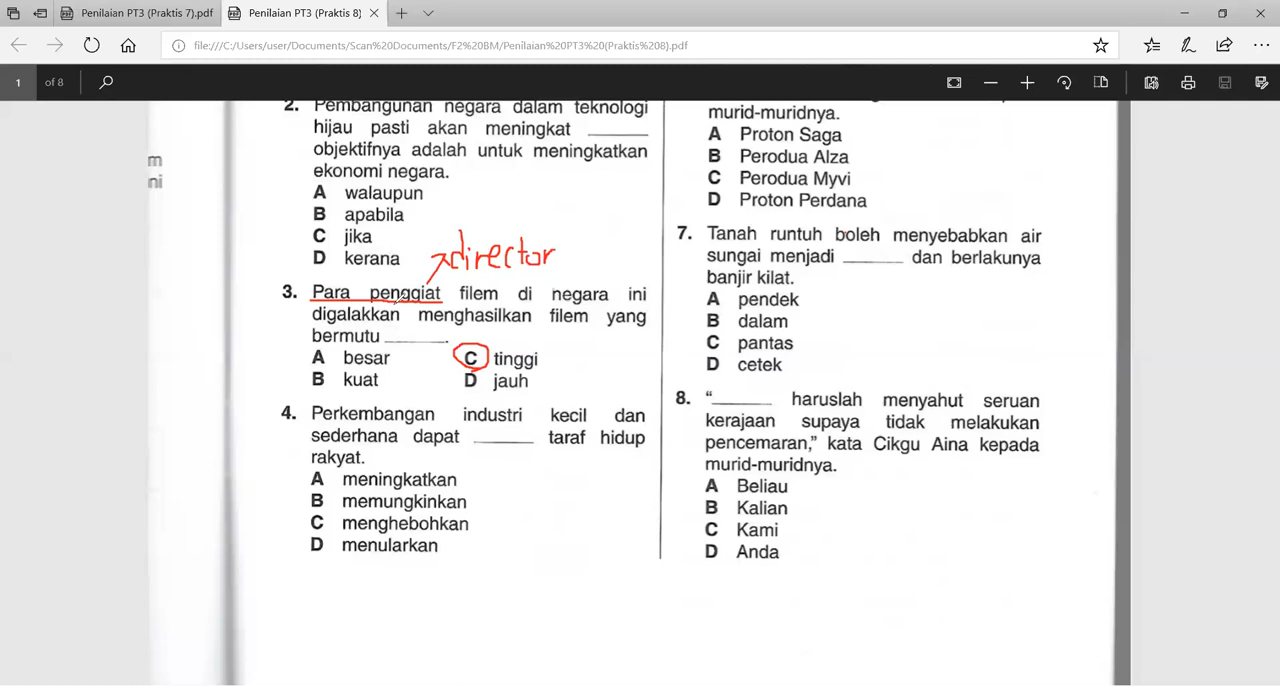 Penilaian PT3 (Praktis 7).pdf
Penilaian PT3 (Praktis 8)
file:///C:/Users/user/Documents/Scan%20Documents/F2%20BM/Penilaian%20PT3%20(Praktis%208).pdf
1 of 8
m
ni
2. Pembangunan negara dalam teknologi
hijau pasti akan meningkat ______
objektifnya adalah untuk meningkatkan
ekonomi negara.
A walaupun
B apabila
C jika
D kerana
director
3. Para penggiat filem di negara ini
digalakkan menghasilkan filem yang
bermutu ______.
A besar
C tinggi
B kuat
D jauh
4. Perkembangan industri kecil dan
sederhana dapat ______ taraf hidup
rakyat.
A meningkatkan
B memungkinkan
C menghebohkan
D menularkan
murid-muridnya.
A Proton Saga
B Perodua Alza
C Perodua Myvi
D Proton Perdana
7. Tanah runtuh boleh menyebabkan air
sungai menjadi ______ dan berlakunya
banjir kilat.
A pendek
B dalam
C pantas
D cetek
8. “______ haruslah menyahut seruan
kerajaan supaya tidak melakukan
pencemaran,” kata Cikgu Aina kepada
murid-muridnya.
A Beliau
B Kalian
C Kami
D Anda